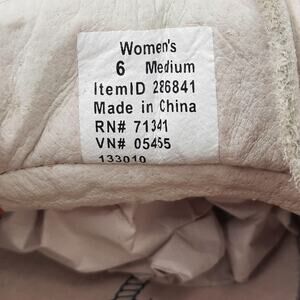 Women's
6 Medium
ItemID 286841
Made in China
RN# 71341
VN# 05455
133010